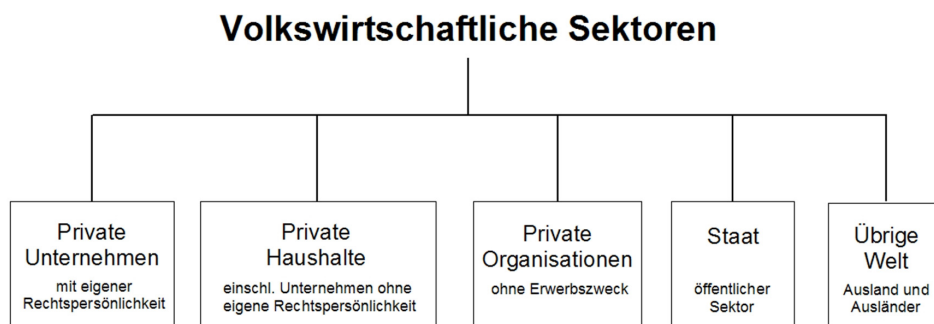 Volkswirtschaftliche Sektoren
Private
Unternehmen
mit eigener
Rechtspersönlichkeit
Private
Haushalte
einschl. Unternehmen ohne
eigene Rechtspersönlichkeit
Private
Organisationen
ohne Erwerbszweck
Staat
öffentlicher
Sektor
Übrige
Welt
Ausland und
Ausländer